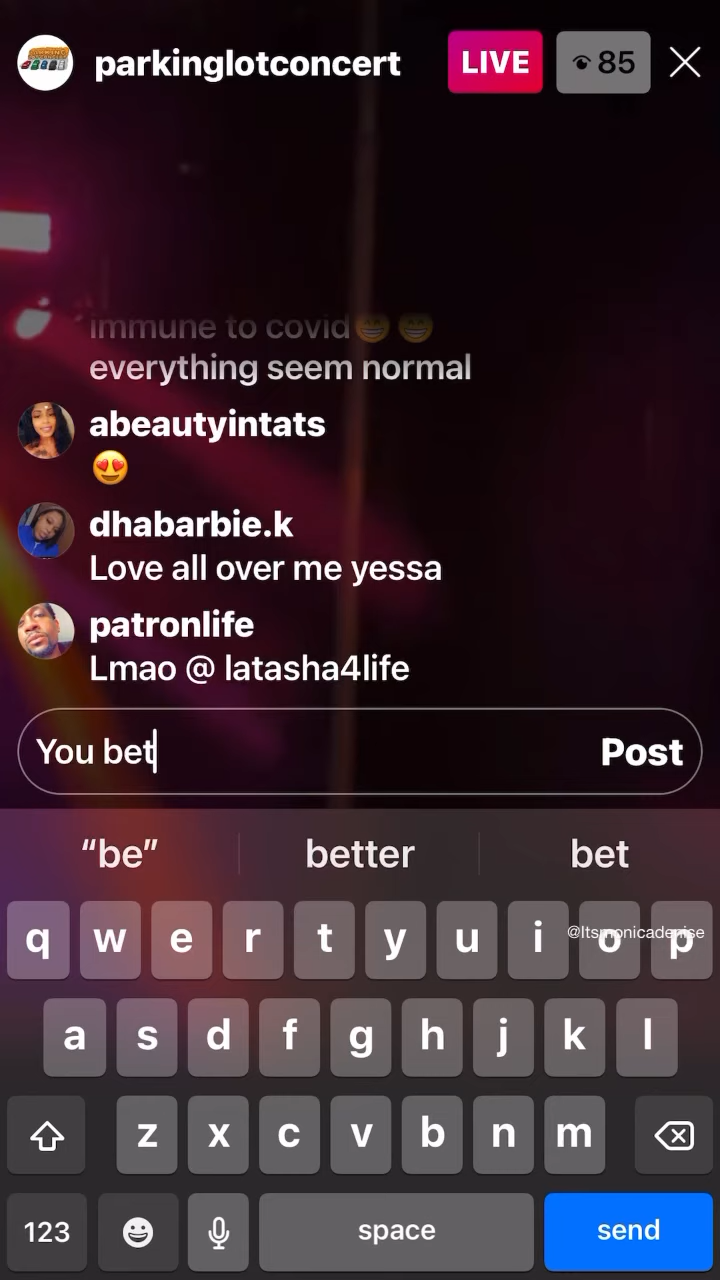 parkinglotconcert LIVE 85
immune to covid😁😁
everything seem normal
abeautyintats
😍
dhabarbie.k
Love all over me yessa
patronlife
Lmao @ latasha4life
You bet Post
“be” better bet
q w e r t y u i o p
@Itsmonicadenise
a s d f g h j k l
z x c v b n m
123 space send